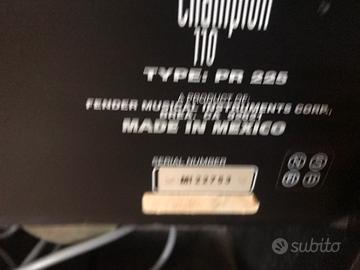 Champion
110
TYPE: PR 225
A PRODUCT OF:
FENDER MUSICAL INSTRUMENTS CORP.
MADE IN MEXICO
SERIAL NUMBER
subito